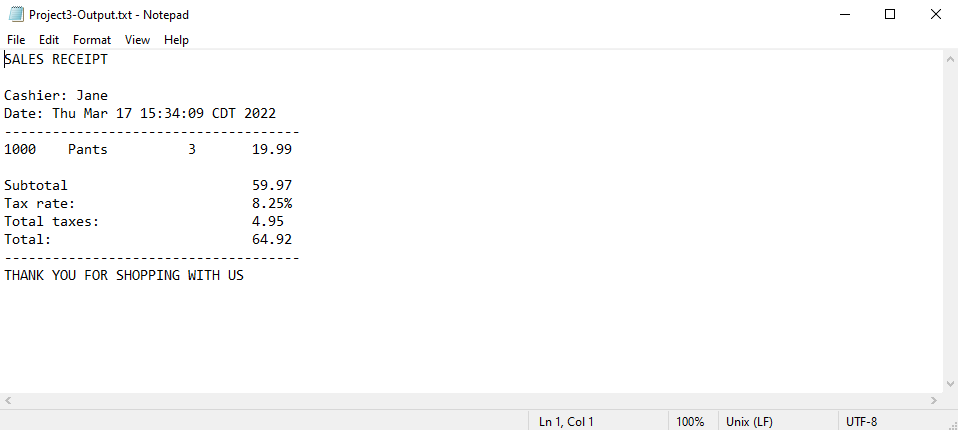 Project3-Output.txt - Notepad
File Edit Format View Help
SALES RECEIPT
Cashier: Jane
Date: Thu Mar 17 15:34:09 CDT 2022
-------------------------------------
1000    Pants          3       19.99
Subtotal                       59.97
Tax rate:                      8.25%
Total taxes:                   4.95
Total:                         64.92
-------------------------------------
THANK YOU FOR SHOPPING WITH US
Ln 1, Col 1 100% Unix (LF) UTF-8